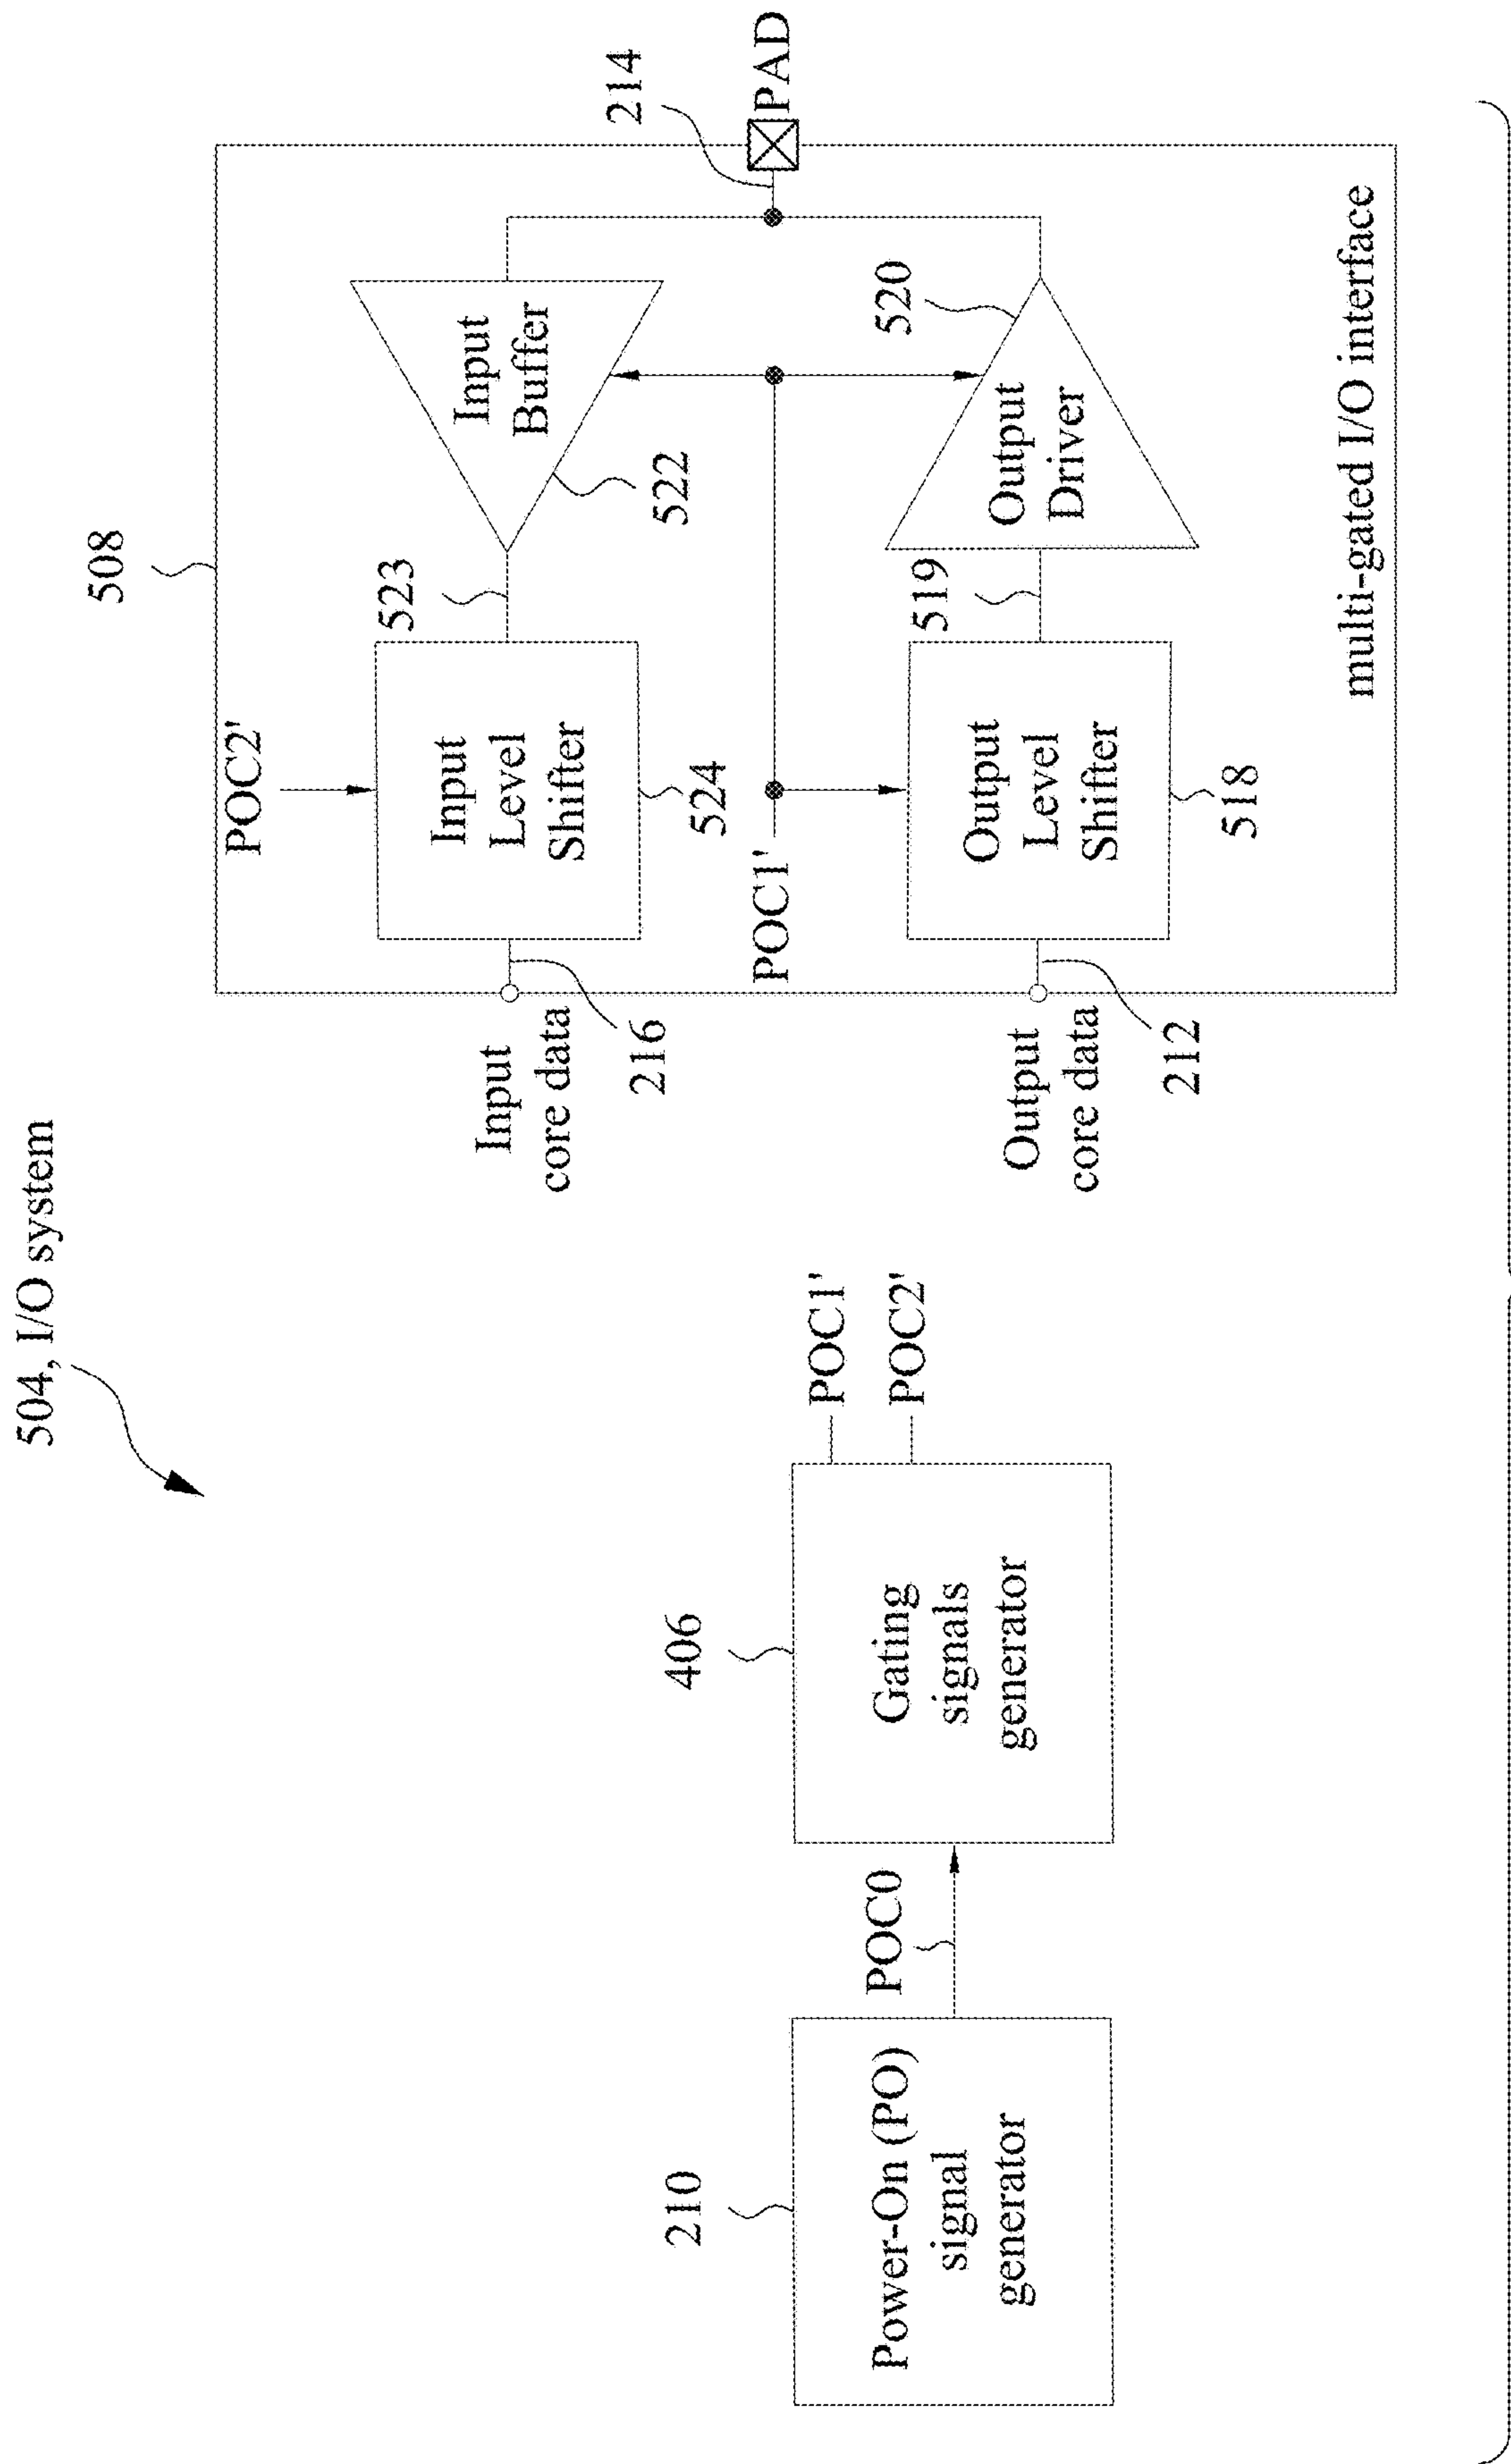 504, I/O system
210
Power-On (PO)
signal
generator
POC0
406
Gating
signals
generator
POC1'
POC2'
508
POC2'
Input
core data
216
Input
Level
Shifter
524
523
Input
Buffer
522
214
PAD
POC1'
Output
core data
212
Output
Level
Shifter
518
519
Output
Driver
520
multi-gated I/O interface